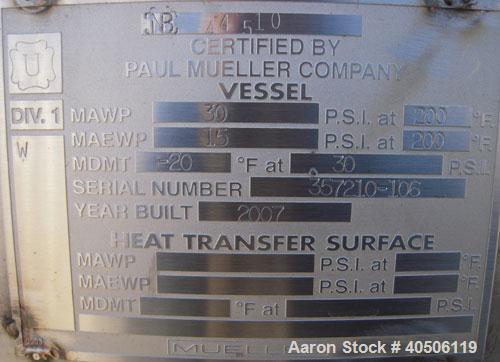 NB 44510
CERTIFIED BY
PAUL MUELLER COMPANY
VESSEL
U
DIV. 1
W
MAWP 30 P.S.I. at 200 °F
MAEWP 15 P.S.I. at 200 °F
MDMT -20 °F at 30 P.S.I.
SERIAL NUMBER 357210-106
YEAR BUILT 2007
HEAT TRANSFER SURFACE
MAWP P.S.I. at °F
MAEWP P.S.I. at °F
MDMT °F at P.S.I.
Aaron Stock # 40506119